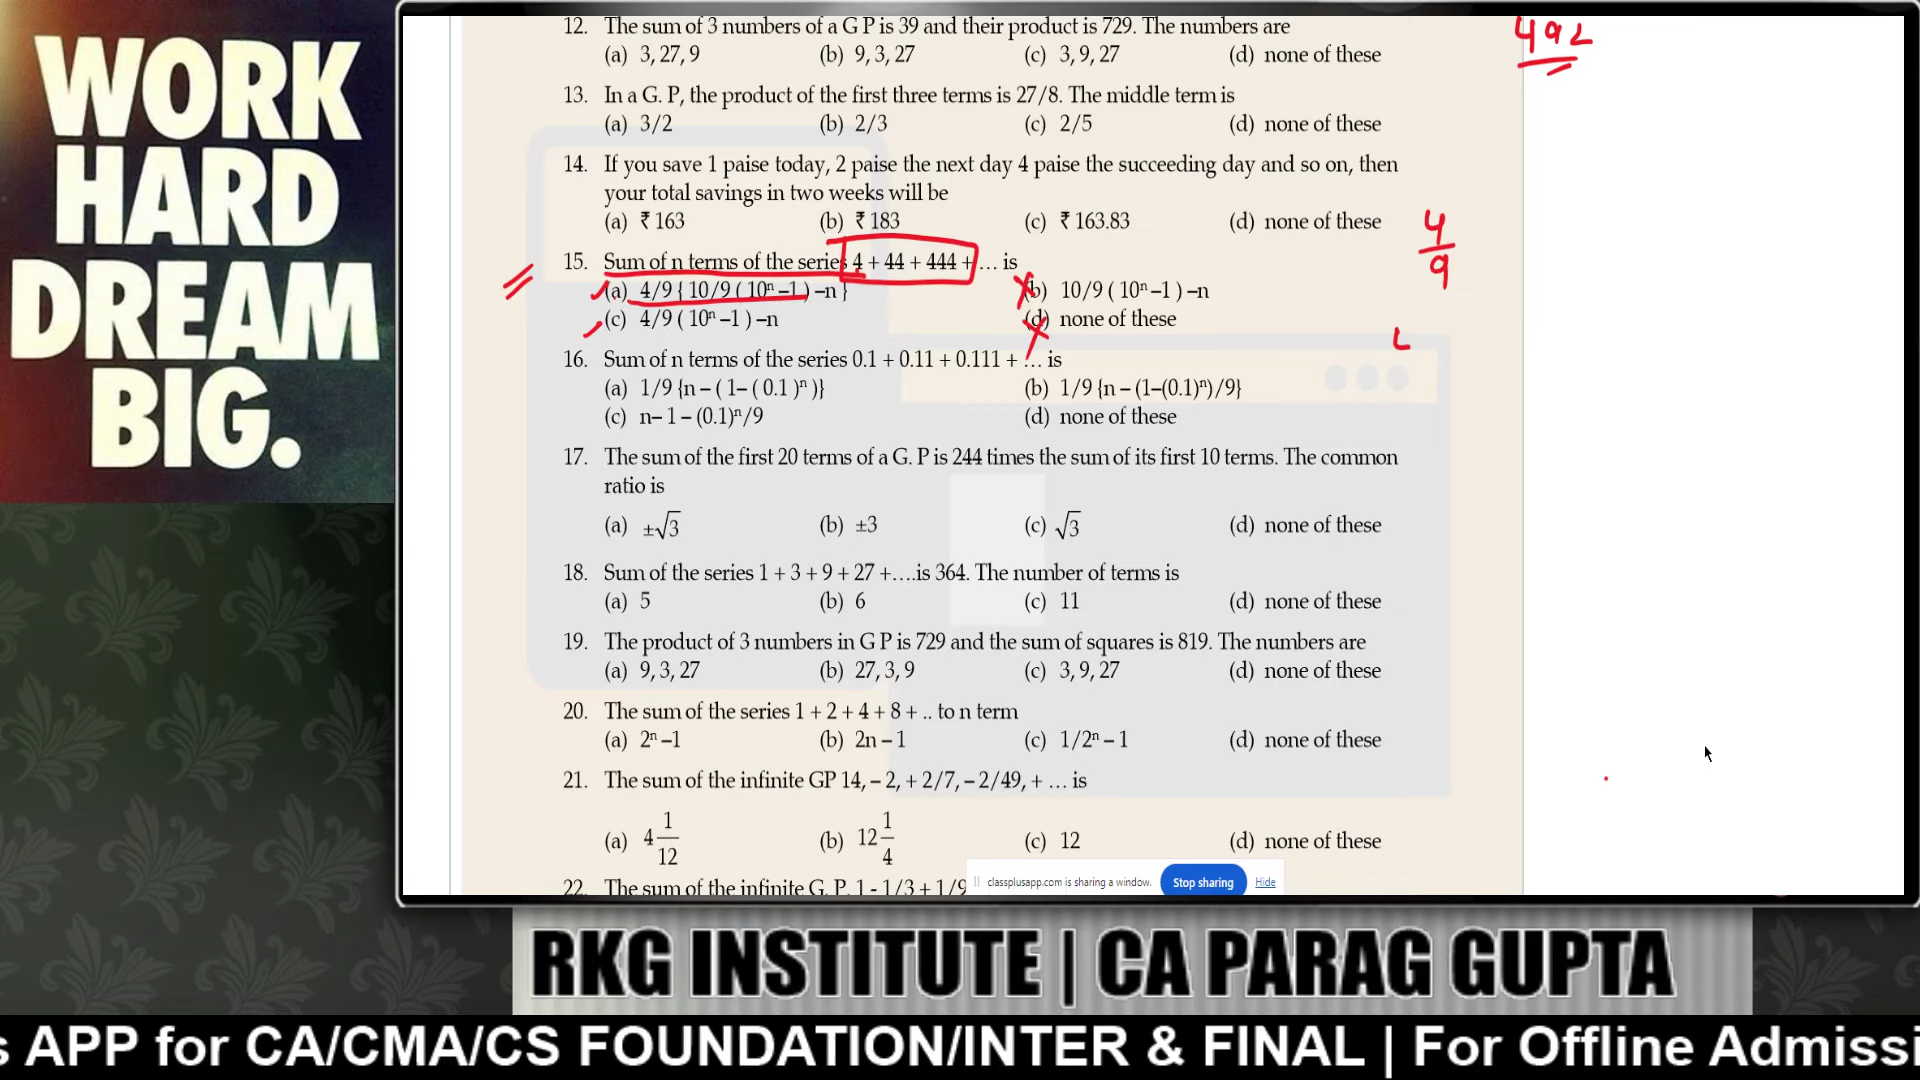 WORK
HARD
DREAM
BIG.
12. The sum of 3 numbers of a G P is 39 and their product is 729. The numbers are
(a) 3, 27, 9 (b) 9, 3, 27 (c) 3, 9, 27 (d) none of these
492
13. In a G. P, the product of the first three terms is 27/8. The middle term is
(a) 3/2 (b) 2/3 (c) 2/5 (d) none of these
14. If you save 1 paise today, 2 paise the next day 4 paise the succeeding day and so on, then
your total savings in two weeks will be
(a) ₹ 163 (b) ₹ 183 (c) ₹ 163.83 (d) none of these
4/9
15. Sum of n terms of the series 4 + 44 + 444 + … is
(a) 4/9 { 10/9 ( 10ⁿ –1 ) –n } (b) 10/9 ( 10ⁿ –1 ) –n
(c) 4/9 ( 10ⁿ –1 ) –n (d) none of these
16. Sum of n terms of the series 0.1 + 0.11 + 0.111 + … is
(a) 1/9 {n – ( 1– ( 0.1 )ⁿ )} (b) 1/9 {n – (1–(0.1)ⁿ)/9}
(c) n– 1 – (0.1)ⁿ/9 (d) none of these
17. The sum of the first 20 terms of a G. P is 244 times the sum of its first 10 terms. The common
ratio is
(a) ±√3 (b) ±3 (c) √3 (d) none of these
18. Sum of the series 1 + 3 + 9 + 27 +….is 364. The number of terms is
(a) 5 (b) 6 (c) 11 (d) none of these
19. The product of 3 numbers in G P is 729 and the sum of squares is 819. The numbers are
(a) 9, 3, 27 (b) 27, 3, 9 (c) 3, 9, 27 (d) none of these
20. The sum of the series 1 + 2 + 4 + 8 + .. to n term
(a) 2ⁿ –1 (b) 2n – 1 (c) 1/2ⁿ – 1 (d) none of these
21. The sum of the infinite GP 14, – 2, + 2/7, – 2/49, + … is
(a) 4 1/12 (b) 12 1/4 (c) 12 (d) none of these
22. The sum of the infinite G. P. 1 - 1/3 + 1/9
classplusapp.com is sharing a window. Stop sharing Hide
RKG INSTITUTE | CA PARAG GUPTA
s APP for CA/CMA/CS FOUNDATION/INTER & FINAL | For Offline Admissi